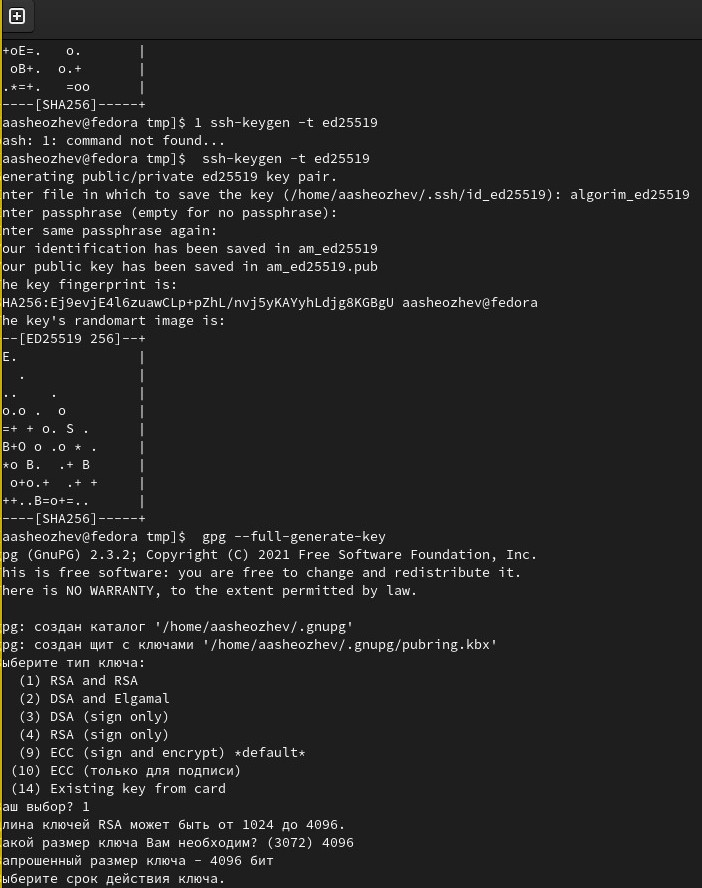 +oE=.   o.       |
 oB+.  o.+       |
.*=+.   =oo      |
----[SHA256]-----+
aasheozhev@fedora tmp]$ 1 ssh-keygen -t ed25519
ash: 1: command not found...
aasheozhev@fedora tmp]$  ssh-keygen -t ed25519
enerating public/private ed25519 key pair.
nter file in which to save the key (/home/aasheozhev/.ssh/id_ed25519): algorim_ed25519
nter passphrase (empty for no passphrase):
nter same passphrase again:
our identification has been saved in am_ed25519
our public key has been saved in am_ed25519.pub
he key fingerprint is:
HA256:Ej9evjE4l6zuawCLp+pZhL/nvj5yKAYyhLdjg8KGBgU aasheozhev@fedora
he key's randomart image is:
--[ED25519 256]--+
E.               |
  .              |
..    .          |
o.o .  o         |
=+ + o. S .      |
B+O o .o * .     |
*o B.  .+ B      |
 o+o.+  .+ +     |
++..B=o+=..      |
----[SHA256]-----+
aasheozhev@fedora tmp]$  gpg --full-generate-key
pg (GnuPG) 2.3.2; Copyright (C) 2021 Free Software Foundation, Inc.
his is free software: you are free to change and redistribute it.
here is NO WARRANTY, to the extent permitted by law.
pg: создан каталог '/home/aasheozhev/.gnupg'
pg: создан щит с ключами '/home/aasheozhev/.gnupg/pubring.kbx'
ыберите тип ключа:
  (1) RSA and RSA
  (2) DSA and Elgamal
  (3) DSA (sign only)
  (4) RSA (sign only)
  (9) ECC (sign and encrypt) *default*
 (10) ECC (только для подписи)
 (14) Existing key from card
аш выбор? 1
лина ключей RSA может быть от 1024 до 4096.
акой размер ключа Вам необходим? (3072) 4096
апрошенный размер ключа - 4096 бит
ыберите срок действия ключа.